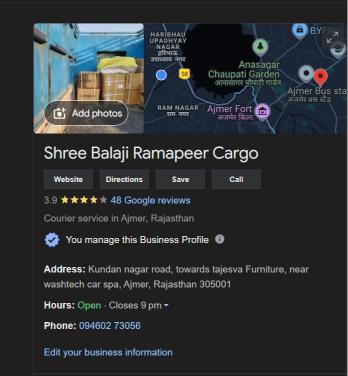 HARIBHAU
UPADHYAY
NAGAR
हरिभाऊ
उपाध्याय नगर
58
BYE
Anasagar
Chaupati Garden
आनासागर चौपाटी गार्डन
Ajmer Bus sta
अजमेर बस स्टैंड
RAM NAGAR
राम नगर
Ajmer Fort
अजमेर किला
Add photos
Shree Balaji Ramapeer Cargo
Website Directions Save Call
3.9 48 Google reviews
Courier service in Ajmer, Rajasthan
You manage this Business Profile
Address: Kundan nagar road, towards tajesva Furniture, near
washtech car spa, Ajmer, Rajasthan 305001
Hours: Open · Closes 9 pm
Phone: 094602 73056
Edit your business information